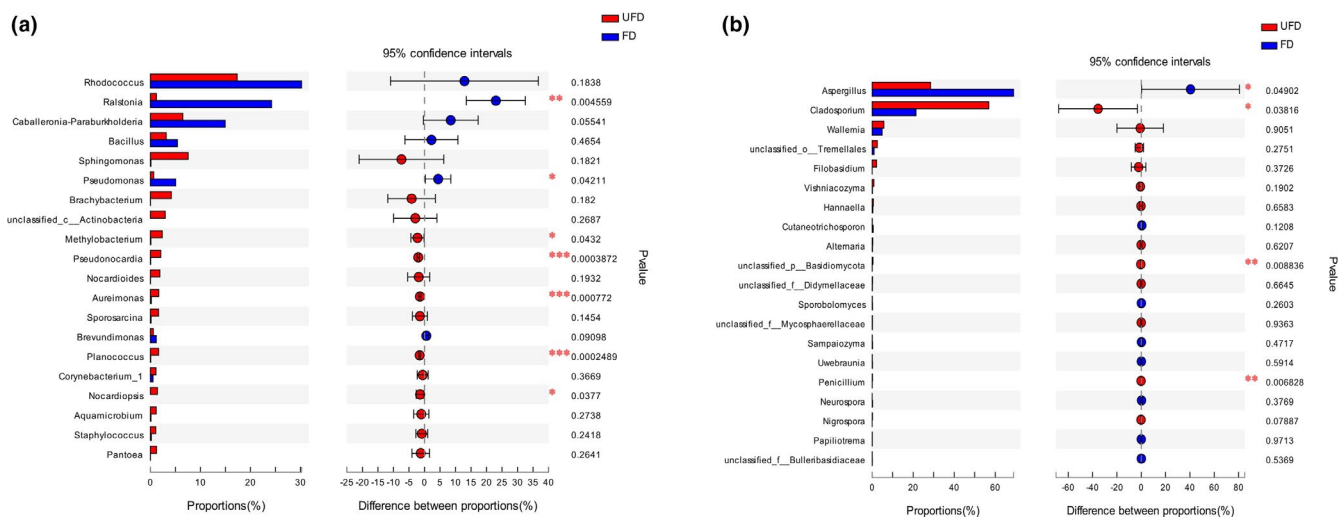 (a)
UFD
FD
95% confidence intervals
Rhodococcus 0.1838
Ralstonia ** 0.004559
Caballeronia-Paraburkholderia 0.05541
Bacillus 0.4654
Sphingomonas 0.1821
Pseudomonas * 0.04211
Brachybacterium 0.182
unclassified_c__Actinobacteria 0.2687
Methylobacterium * 0.0432
Pseudonocardia *** 0.0003872
Nocardioides 0.1932
Aureimonas *** 0.000772
Sporosarcina 0.1454
Brevundimonas 0.09098
Planococcus *** 0.0002489
Corynebacterium_1 0.3669
Nocardiopsis * 0.0377
Aquamicrobium 0.2738
Staphylococcus 0.2418
Pantoea 0.2641
Pvalue
0 5 10 15 20 25 30 -25 -20 -15 -10 -5 0 5 10 15 20 25 30 35 40
Proportions(%) Difference between proportions(%)
(b)
UFD
FD
95% confidence intervals
Aspergillus * 0.04902
Cladosporium * 0.03816
Wallemia 0.9051
unclassified_o__Tremellales 0.2751
Filobasidium 0.3726
Vishniacozyma 0.1902
Hannaella 0.6583
Cutaneotrichosporon 0.1208
Alternaria 0.6207
unclassified_p__Basidiomycota ** 0.008836
unclassified_f__Didymellaceae 0.6645
Sporobolomyces 0.2603
unclassified_f__Mycosphaerellaceae 0.9363
Sampaiozyma 0.4717
Uwebraunia 0.5914
Penicillium ** 0.006828
Neurospora 0.3769
Nigrospora 0.07887
Papiliotrema 0.9713
unclassified_f__Bulleribasidiaceae 0.5369
Pvalue
0 20 40 60 -60 -40 -20 0 20 40 60 80
Proportions(%) Difference between proportions(%)